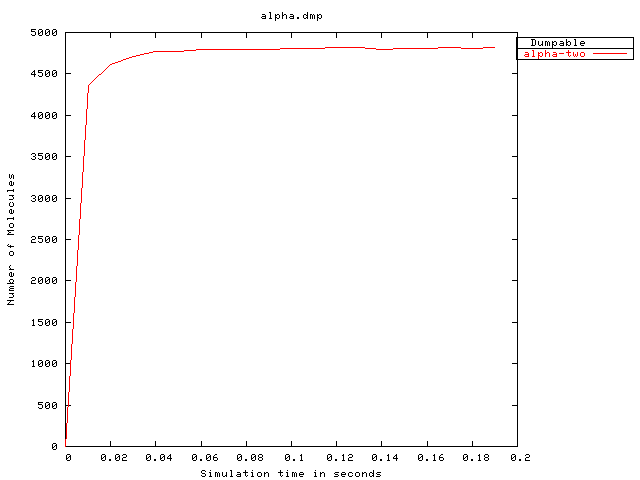 alpha.dmp
Dumpable
alpha-two
5000
4500
4000
3500
3000
2500
2000
1500
1000
500
0
Number of Molecules
0 0.02 0.04 0.06 0.08 0.1 0.12 0.14 0.16 0.18 0.2
Simulation time in seconds